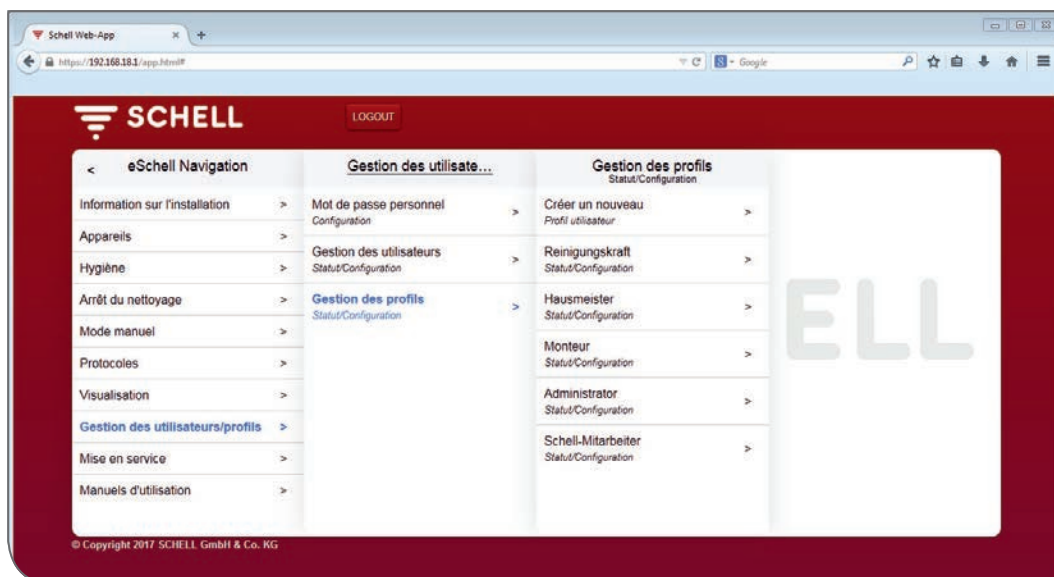 Schell Web-App × +
https://192.168.18.1/app.html#
Google
SCHELL
LOGOUT
< eSchell Navigation
Information sur l'installation >
Appareils >
Hygiène >
Arrêt du nettoyage >
Mode manuel >
Protocoles >
Visualisation >
Gestion des utilisateurs/profils >
Mise en service >
Manuels d'utilisation >
Gestion des utilisate...
Mot de passe personnel >
Configuration
Gestion des utilisateurs >
Statut/Configuration
Gestion des profils >
Statut/Configuration
Gestion des profils
Statut/Configuration
Créer un nouveau >
Profil utilisateur
Reinigungskraft >
Statut/Configuration
Hausmeister >
Statut/Configuration
Monteur >
Statut/Configuration
Administrator >
Statut/Configuration
Schell-Mitarbeiter >
Statut/Configuration
ELL
© Copyright 2017 SCHELL GmbH & Co. KG